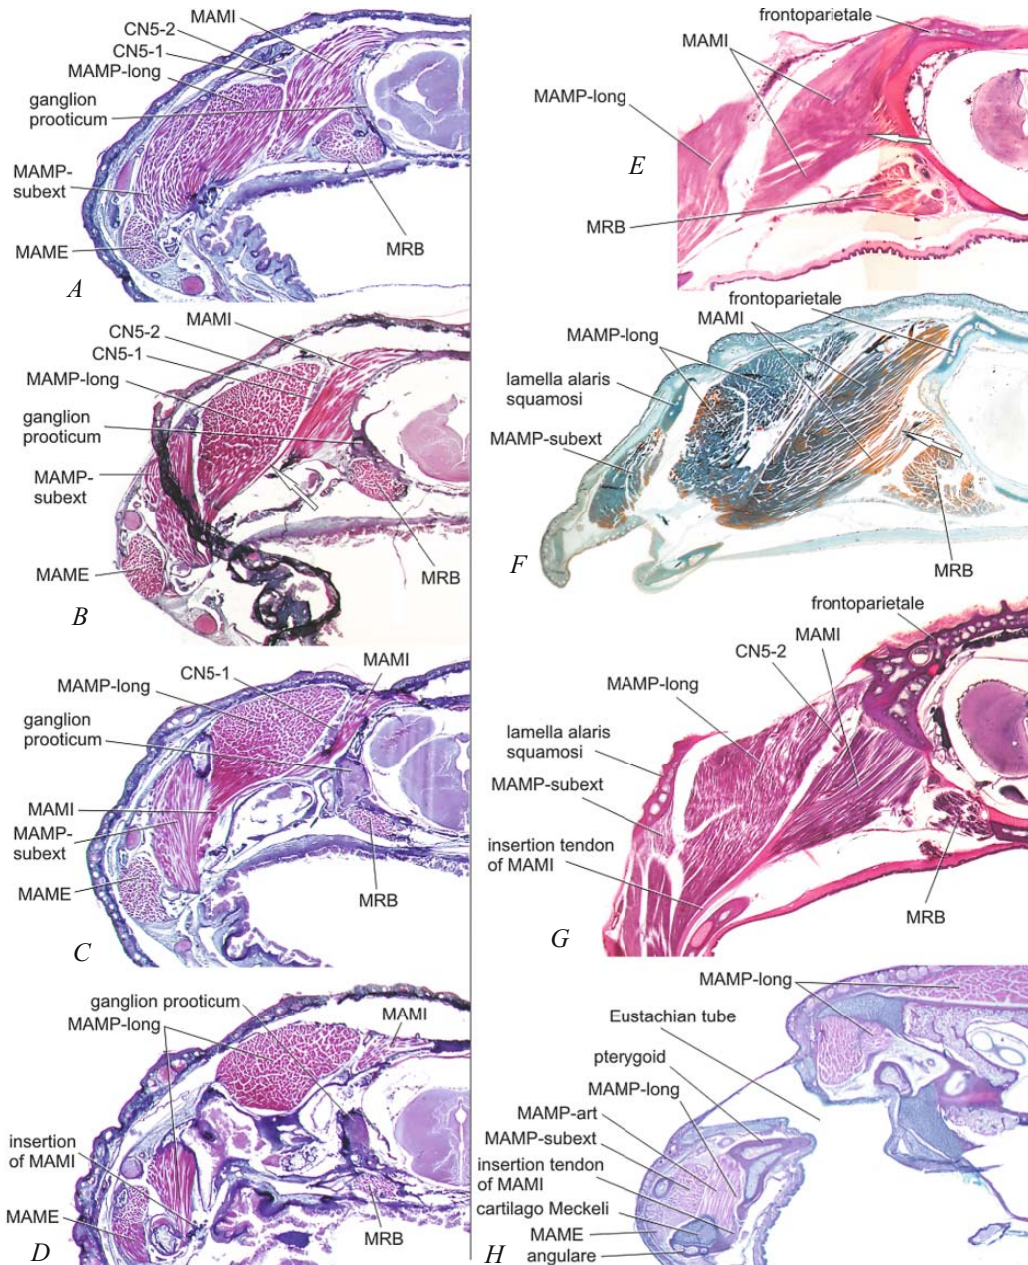 MAMI
CN5-2
CN5-1
MAMP-long
ganglion
prooticum
MAMP-
subext
MAME
MRB
A
MAMI
CN5-2
CN5-1
MAMP-long
ganglion
prooticum
MAMP-
subext
MAME
MRB
B
MAMI
CN5-1
MAMP-long
ganglion
prooticum
MAMI
MAMP-
subext
MAME
MRB
C
ganglion prooticum
MAMP-long
MAMI
insertion
of MAMI
MAME
MRB
D
frontoparietale
MAMI
MAMP-long
E
MRB
frontoparietale
MAMI
MAMP-long
lamella alaris
squamosi
MAMP-subext
F
MRB
frontoparietale
MAMI
CN5-2
MAMP-long
lamella alaris
squamosi
MAMP-subext
insertion tendon
of MAMI
MRB
G
MAMP-long
Eustachian tube
pterygoid
MAMP-long
MAMP-art
MAMP-subext
insertion tendon
of MAMI
cartilago Meckeli
MAME
angulare
H